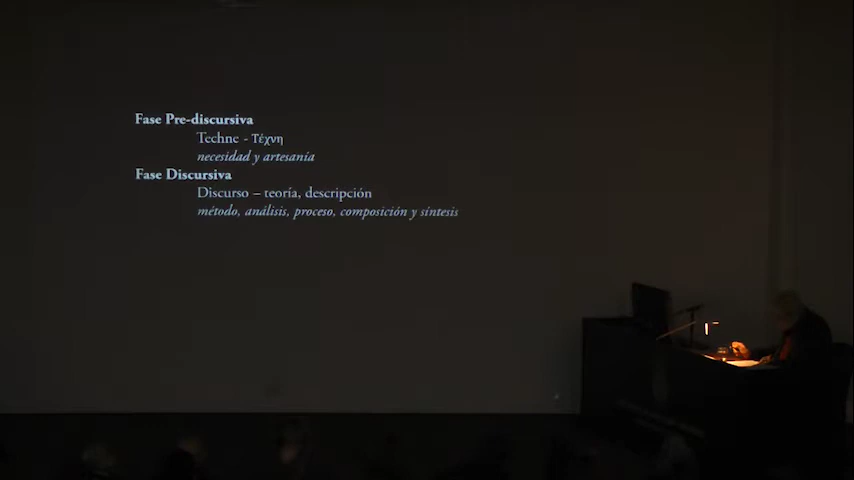 Fase Pre-discursiva
Techne - Τέχνη
necesidad y artesanía
Fase Discursiva
Discurso – teoría, descripción
método, análisis, proceso, composición y síntesis